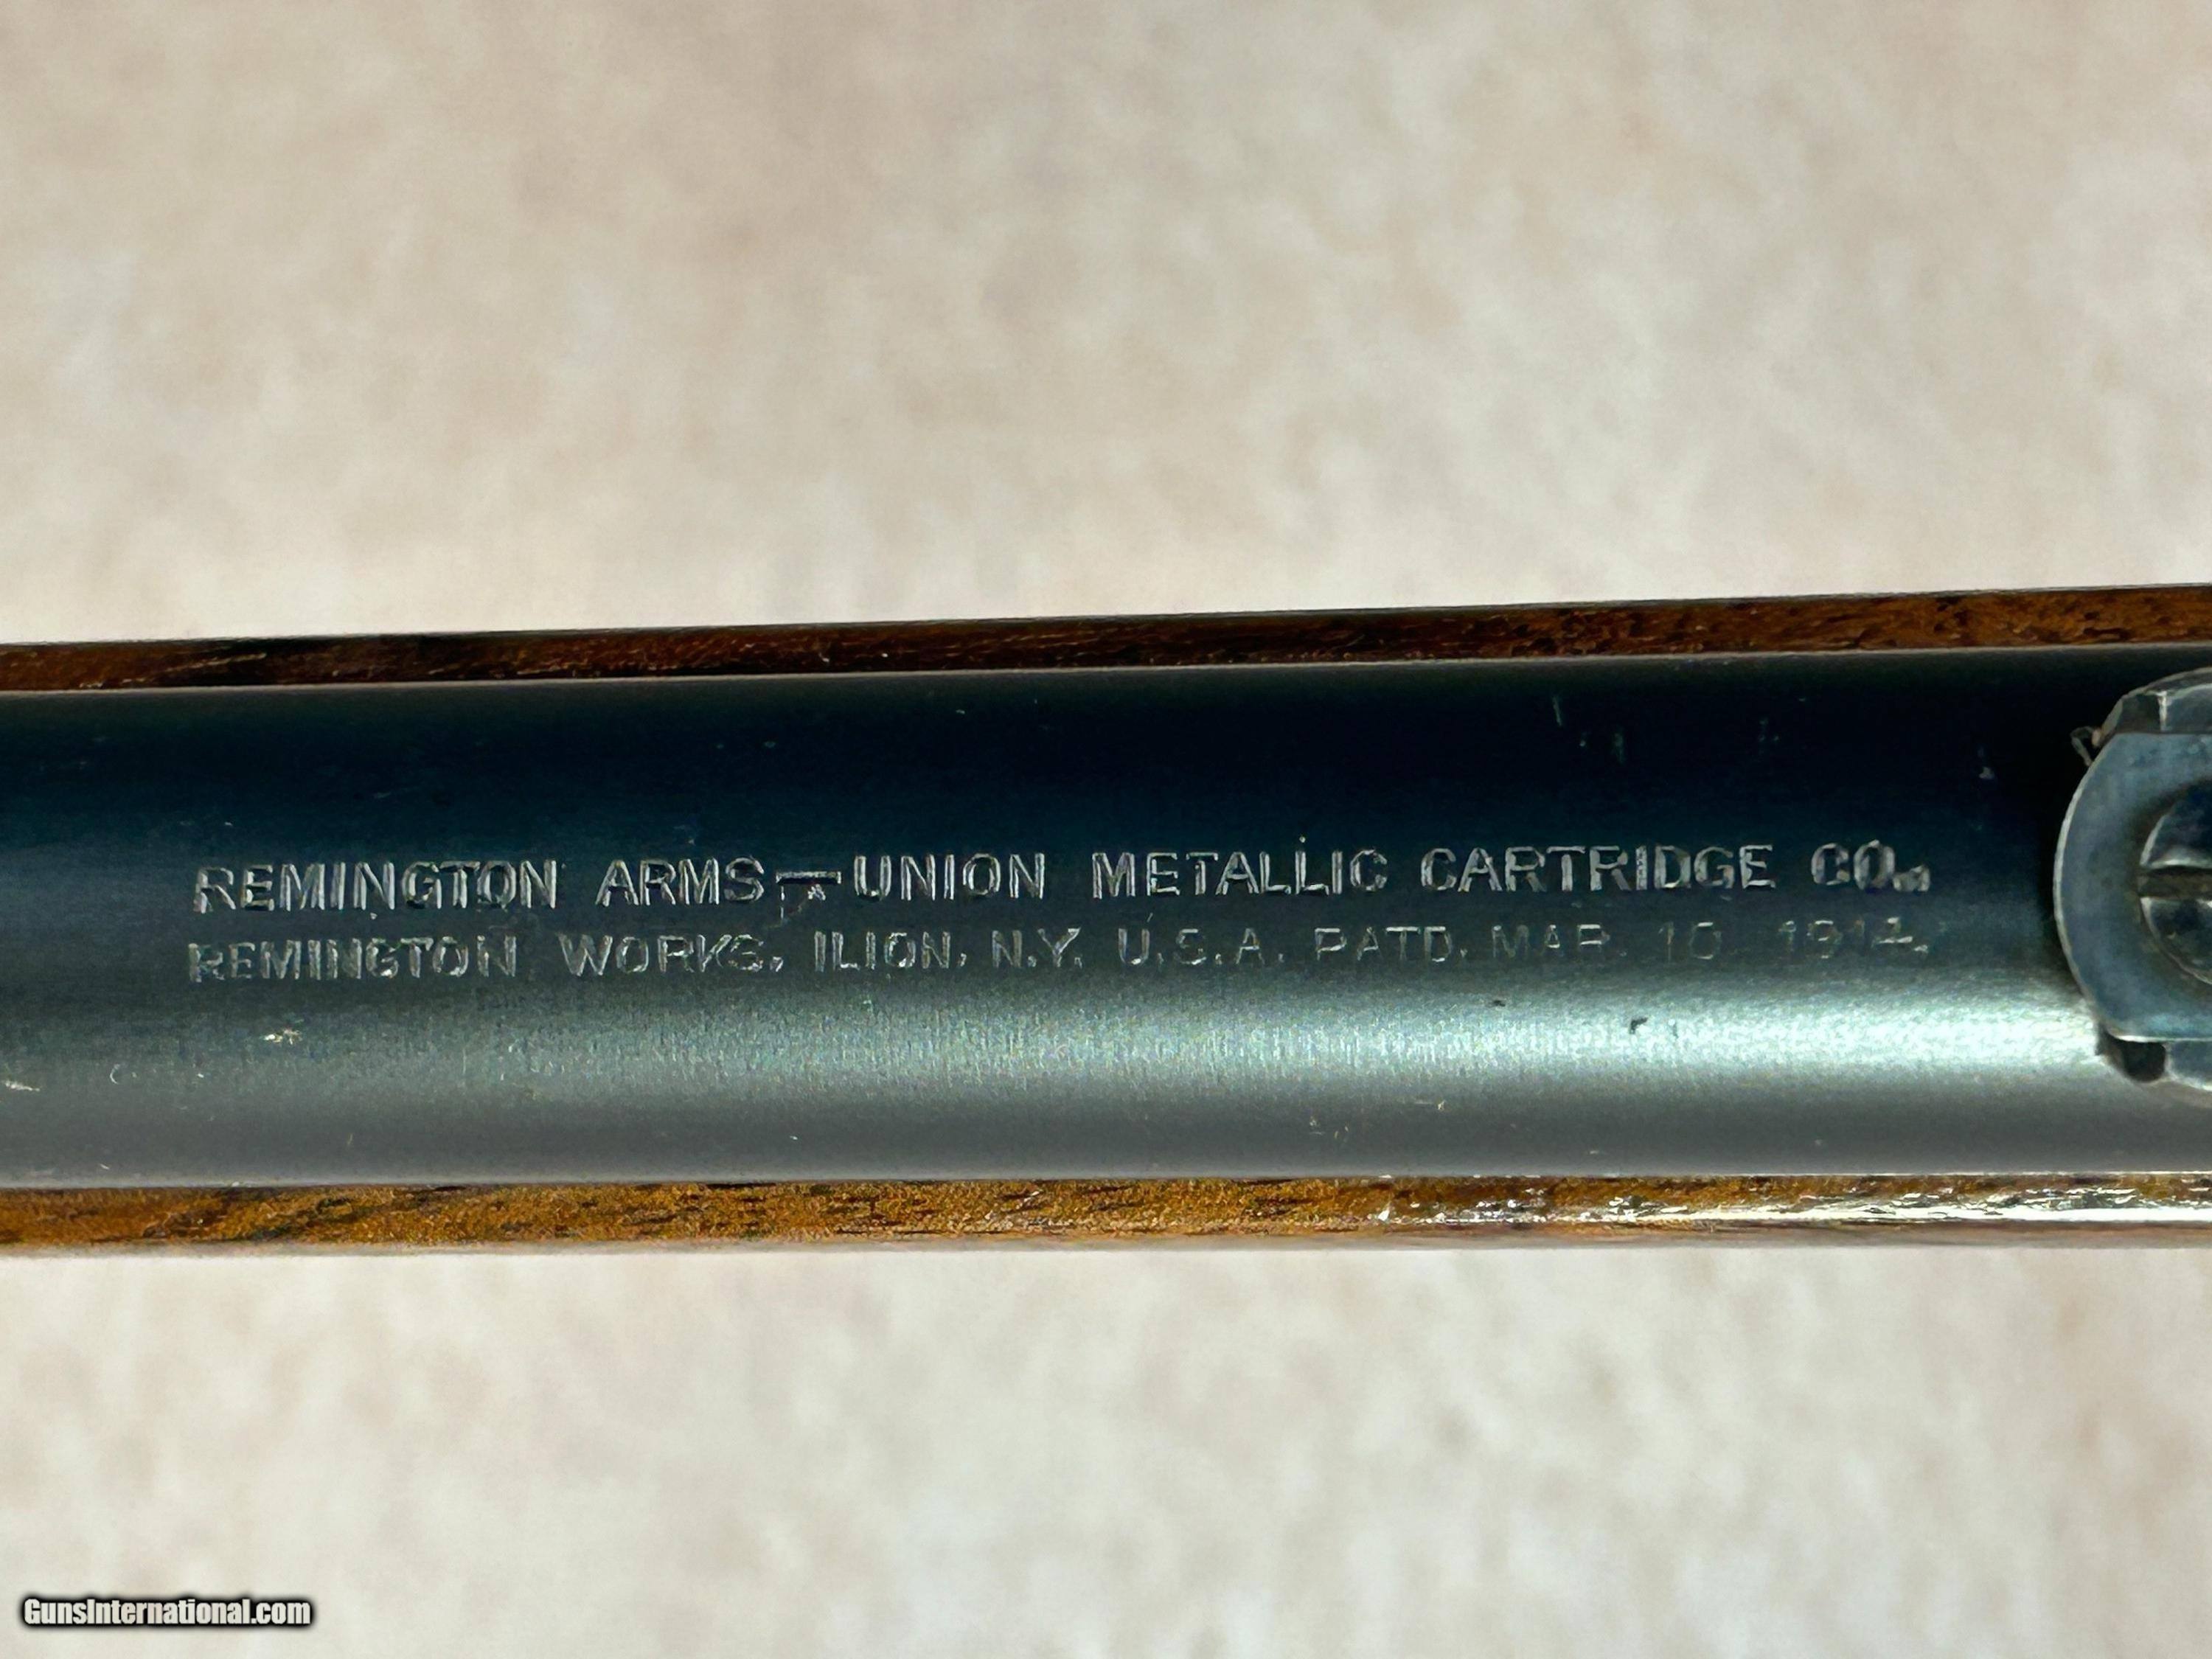 REMINGTON ARMS—UNION METALLIC CARTRIDGE CO.
REMINGTON WORKS, ILION, N.Y. U.S.A. PATD. MAR. 10 1914.
GunsInternational.com